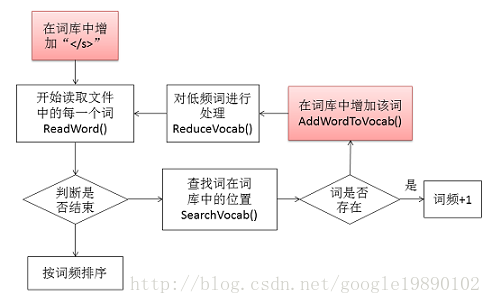 在词库中增
加“</s>”
开始读取文件
中的每一个词
ReadWord()
对低频词进行
处理
ReduceVocab()
在词库中增加该词
AddWordToVocab()
判断是
否结束
查找词在词
库中的位置
SearchVocab()
词是否
存在
是
词频+1
按词频排序
http://blog.csdn.net/google19890102